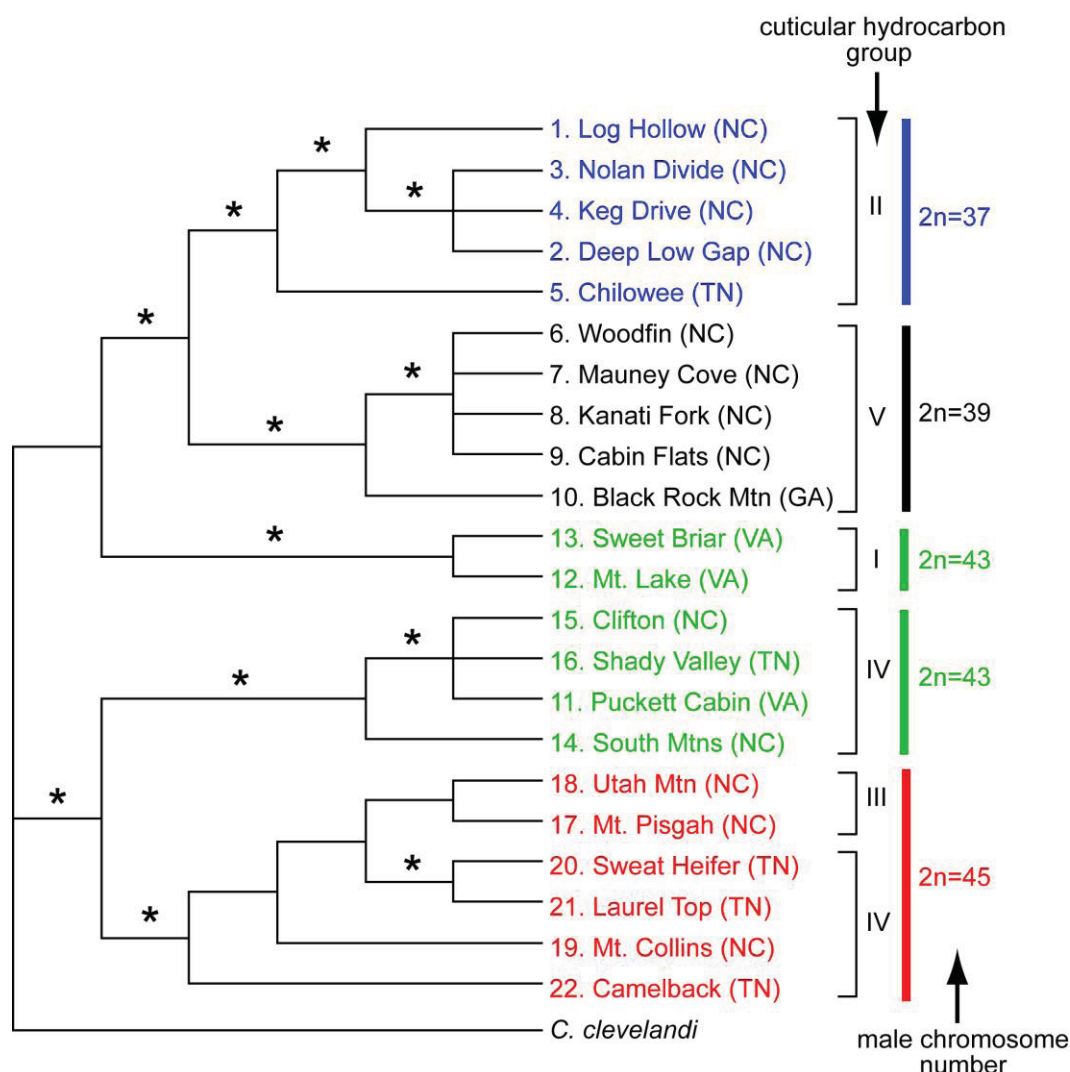 cuticular hydrocarbon
group
1. Log Hollow (NC)
3. Nolan Divide (NC)
4. Keg Drive (NC)
2. Deep Low Gap (NC)
5. Chilowee (TN)
II
2n=37
6. Woodfin (NC)
7. Mauney Cove (NC)
8. Kanati Fork (NC)
9. Cabin Flats (NC)
10. Black Rock Mtn (GA)
V
2n=39
13. Sweet Briar (VA)
12. Mt. Lake (VA)
I
2n=43
15. Clifton (NC)
16. Shady Valley (TN)
11. Puckett Cabin (VA)
14. South Mtns (NC)
IV
2n=43
18. Utah Mtn (NC)
17. Mt. Pisgah (NC)
III
20. Sweat Heifer (TN)
21. Laurel Top (TN)
19. Mt. Collins (NC)
22. Camelback (TN)
IV
2n=45
C. clevelandi
male chromosome
number